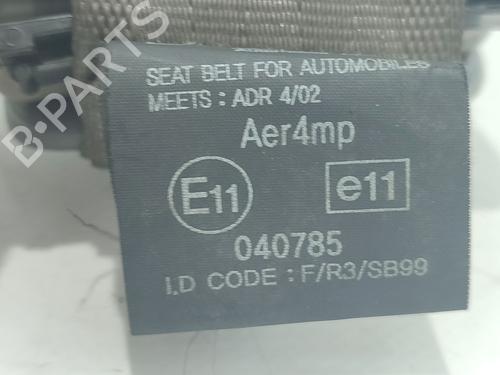 SEAT BELT FOR AUTOMOBILES
MEETS : ADR 4/02
Aer4mp
E11 e11
040785
I.D CODE : F/R3/SB99
B-PARTS